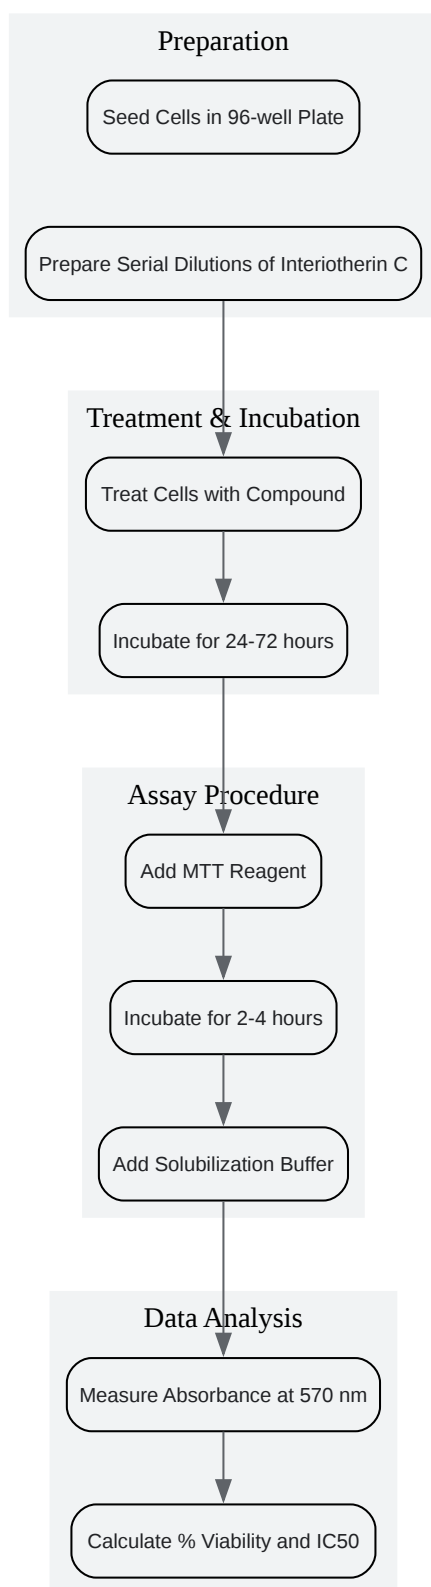 Preparation
Seed Cells in 96-well Plate
Prepare Serial Dilutions of Interiotherin C
Treatment & Incubation
Treat Cells with Compound
Incubate for 24-72 hours
Assay Procedure
Add MTT Reagent
Incubate for 2-4 hours
Add Solubilization Buffer
Data Analysis
Measure Absorbance at 570 nm
Calculate % Viability and IC50